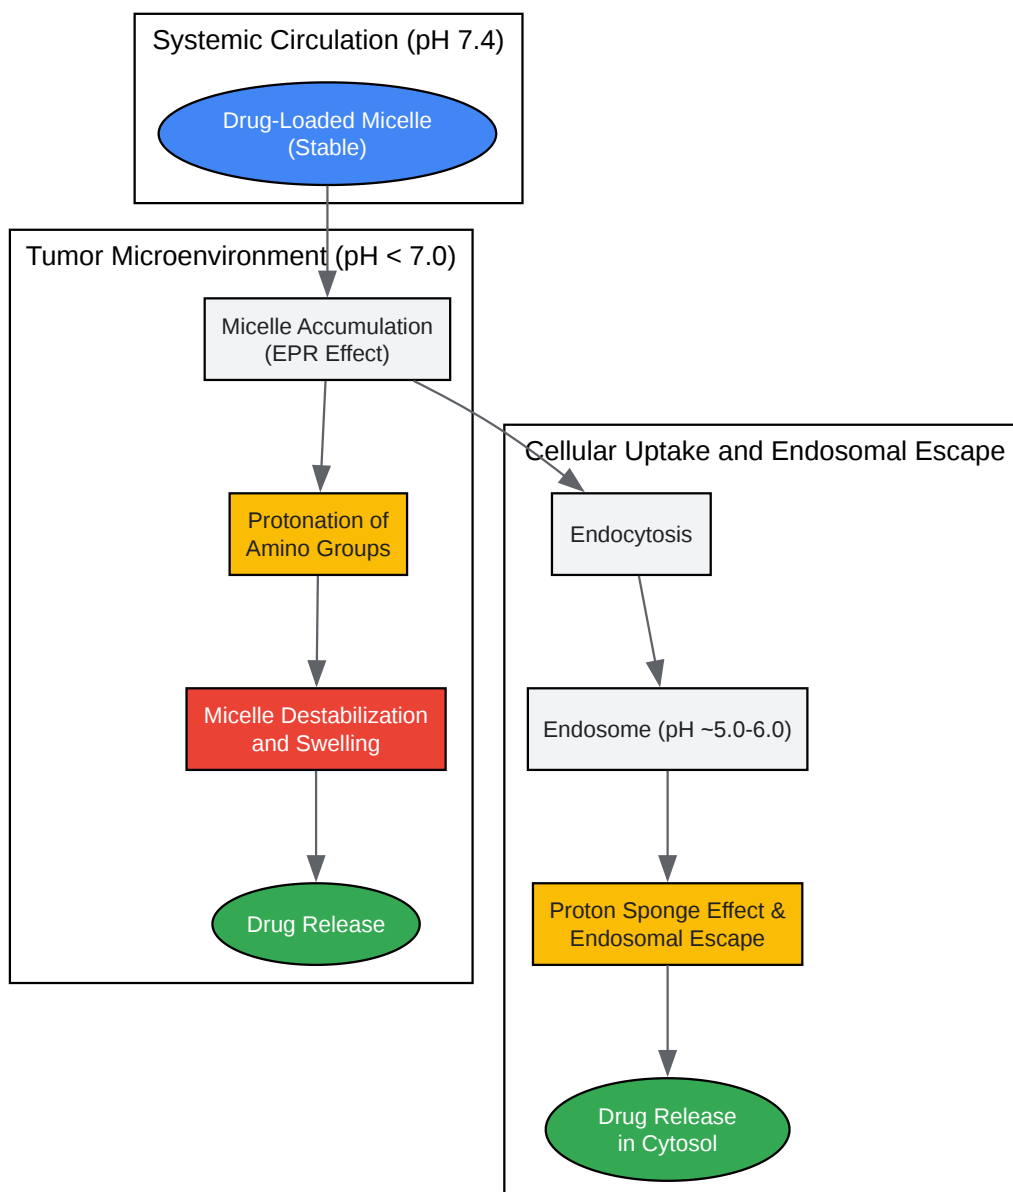 Systemic Circulation (pH 7.4)
Drug-Loaded Micelle
(Stable)
Tumor Microenvironment (pH < 7.0)
Micelle Accumulation
(EPR Effect)
Protonation of
Amino Groups
Micelle Destabilization
and Swelling
Drug Release
Cellular Uptake and Endosomal Escape
Endocytosis
Endosome (pH ~5.0-6.0)
Proton Sponge Effect &
Endosomal Escape
Drug Release
in Cytosol